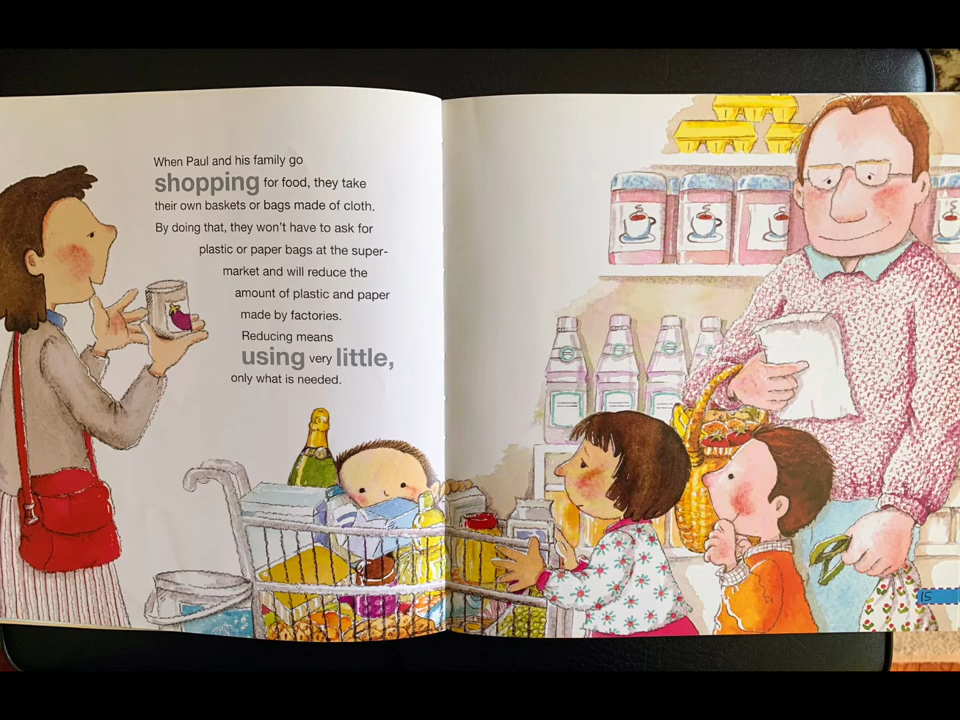 When Paul and his family go
shopping for food, they take
their own baskets or bags made of cloth.
By doing that, they won't have to ask for
plastic or paper bags at the super-
market and will reduce the
amount of plastic and paper
made by factories.
Reducing means
using very little,
only what is needed.
15